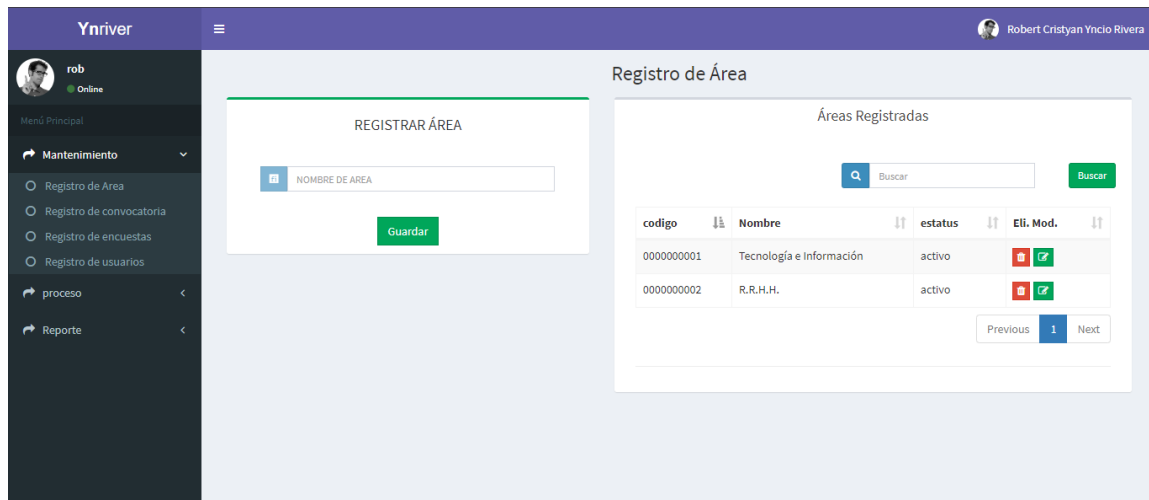 Ynriver
Robert Cristyan Yncio Rivera
rob
Online
Menú Principal
Mantenimiento
Registro de Area
Registro de convocatoria
Registro de encuestas
Registro de usuarios
proceso
Reporte
Registro de Área
REGISTRAR ÁREA
NOMBRE DE AREA
Guardar
Áreas Registradas
Buscar Buscar
codigo Nombre estatus Eli. Mod.
0000000001 Tecnología e Información activo
0000000002 R.R.H.H. activo
Previous 1 Next